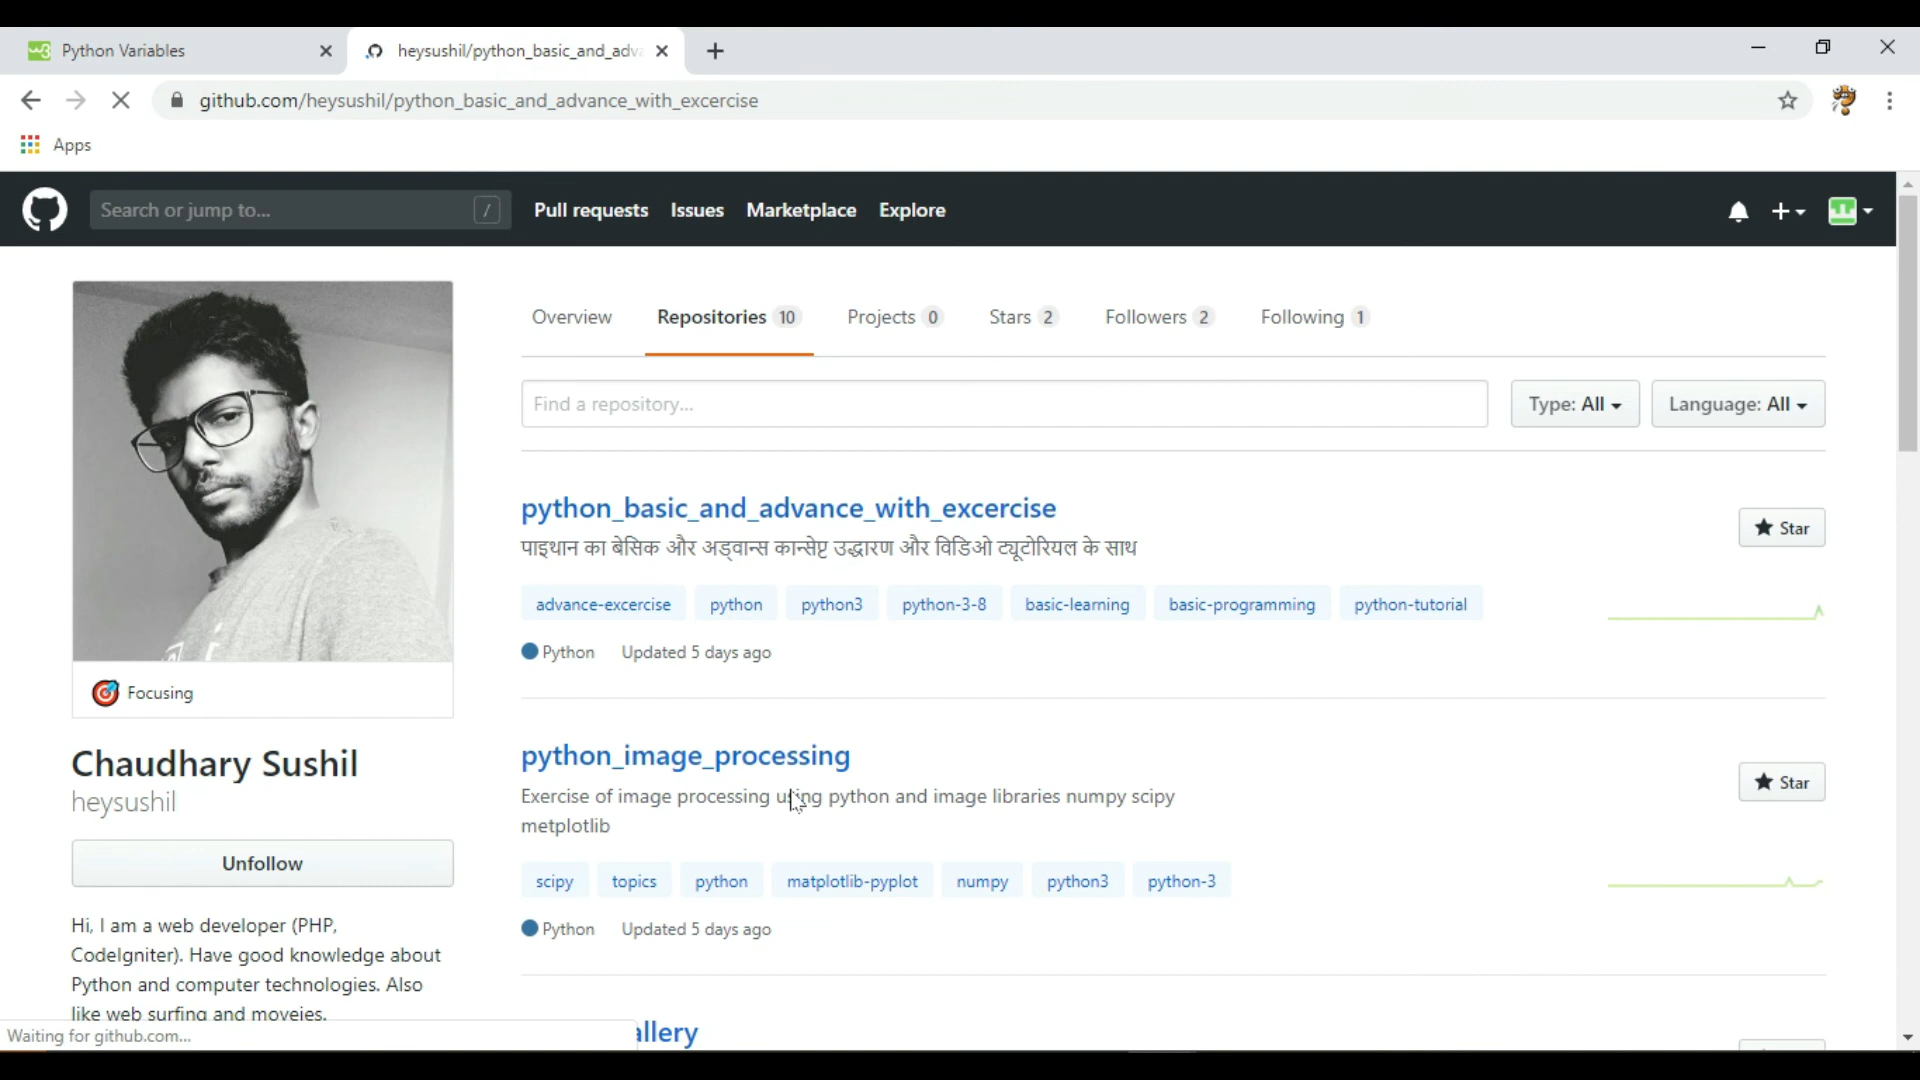 Python Variables
heysushil/python_basic_and_adv
github.com/heysushil/python_basic_and_advance_with_excercise
Apps
Search or jump to...
/
Pull requests Issues Marketplace Explore
Overview Repositories 10 Projects 0 Stars 2 Followers 2 Following 1
Find a repository...
Type: All
Language: All
python_basic_and_advance_with_excercise
Star
पाइथान का बेसिक और अड्वान्स कान्सेप्ट उद्धारण और विडिओ ट्यूटोरियल के साथ
advance-excercise python python3 python-3-8 basic-learning basic-programming python-tutorial
Python Updated 5 days ago
python_image_processing
Star
Exercise of image processing using python and image libraries numpy scipy
metplotlib
scipy topics python matplotlib-pyplot numpy python3 python-3
Python Updated 5 days ago
allery
Focusing
Chaudhary Sushil
heysushil
Unfollow
Hi, I am a web developer (PHP,
CodeIgniter). Have good knowledge about
Python and computer technologies. Also
like web surfing and moveies.
Waiting for github.com...